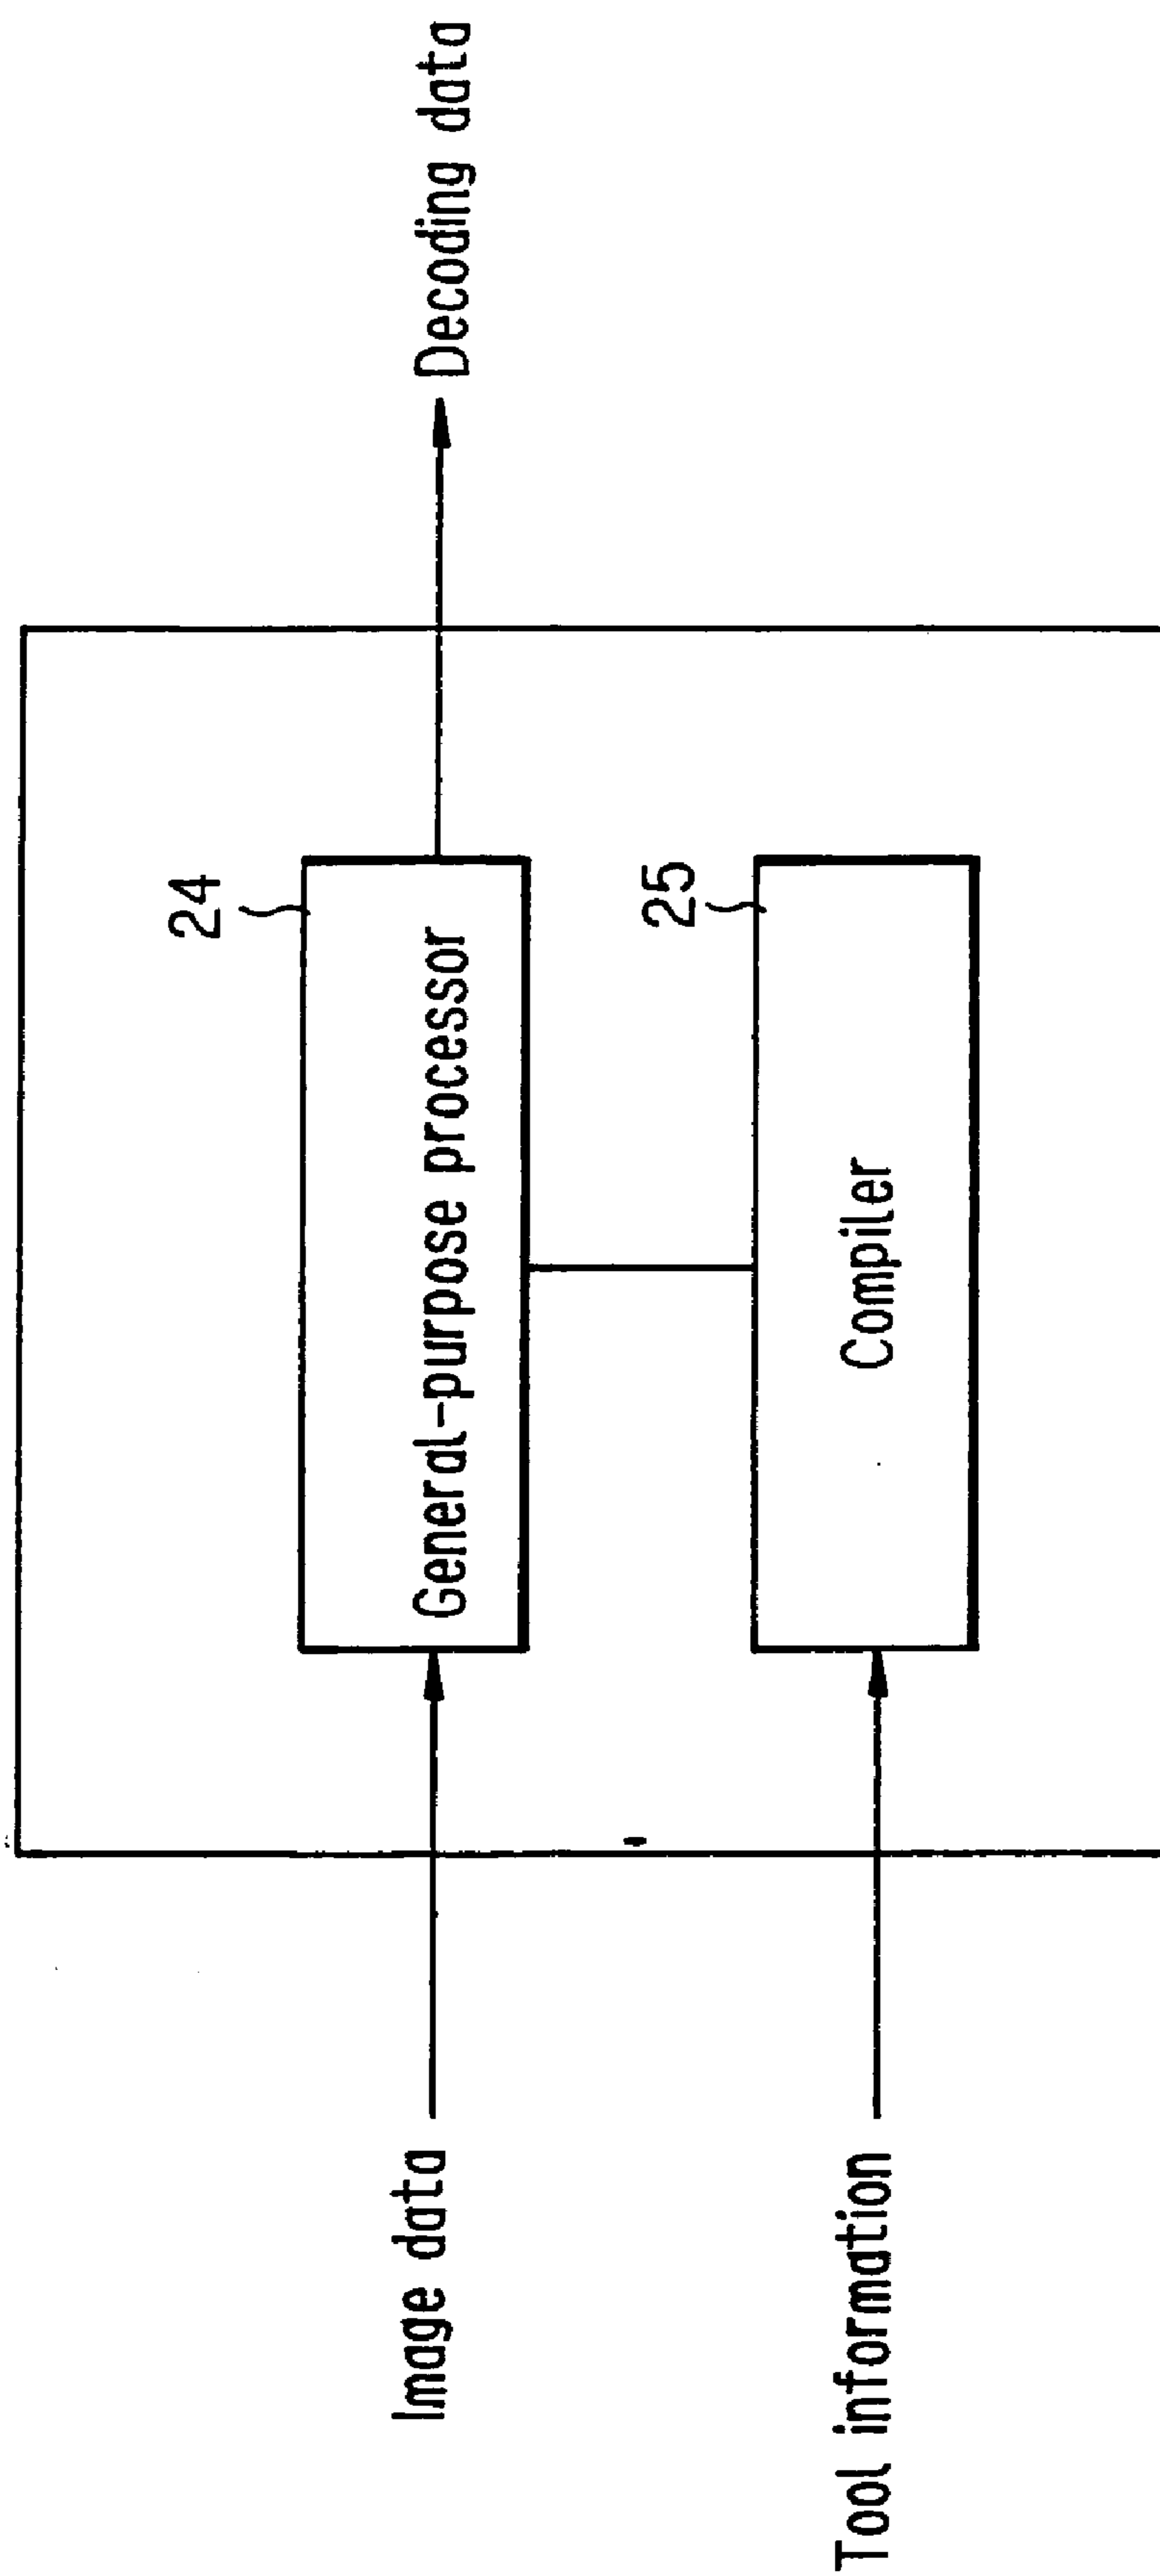 24
Image data
General-purpose processor
Decoding data
25
Tool information
Compiler